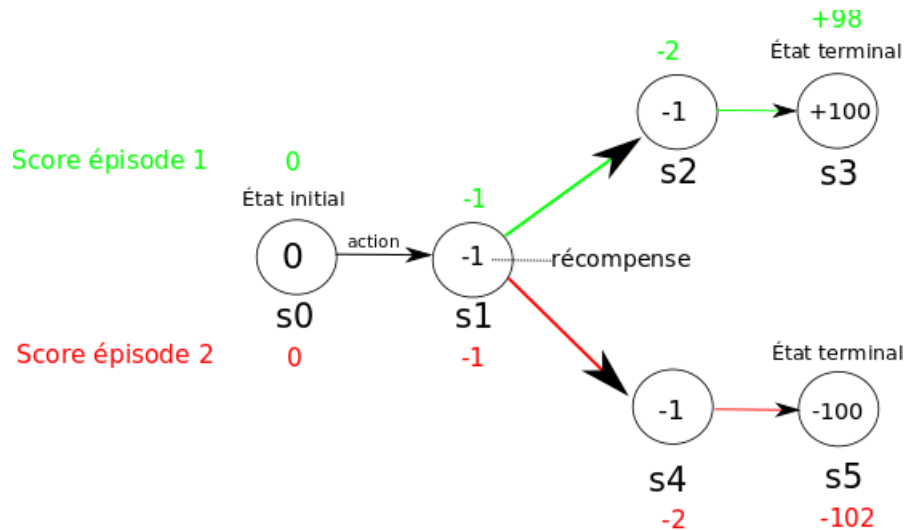 +98
-2
État terminal
-1
+100
Score épisode 1
0
s2
s3
État initial
-1
action
0
-1
récompense
s0
s1
Score épisode 2
0
-1
État terminal
-1
-100
s4
s5
-2
-102